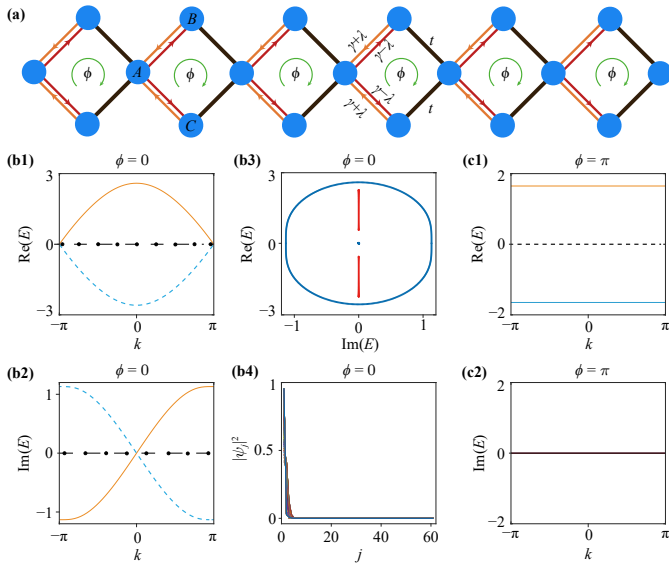 (a)
B
A
C
ϕ
ϕ
ϕ
ϕ
ϕ
ϕ
γ+λ
γ−λ
t
γ−λ
γ+λ
t
(b1)
ϕ = 0
Re(E)
3
0
−3
−π
0
π
k
(b3)
ϕ = 0
Re(E)
3
0
−3
−1
0
1
Im(E)
(c1)
ϕ = π
Re(E)
2
0
−2
−π
0
π
k
(b2)
ϕ = 0
Im(E)
1
0
−1
−π
0
π
k
(b4)
ϕ = 0
|ψj|²
1
0.5
0
0
20
40
60
j
(c2)
ϕ = π
Im(E)
2
0
−2
−π
0
π
k